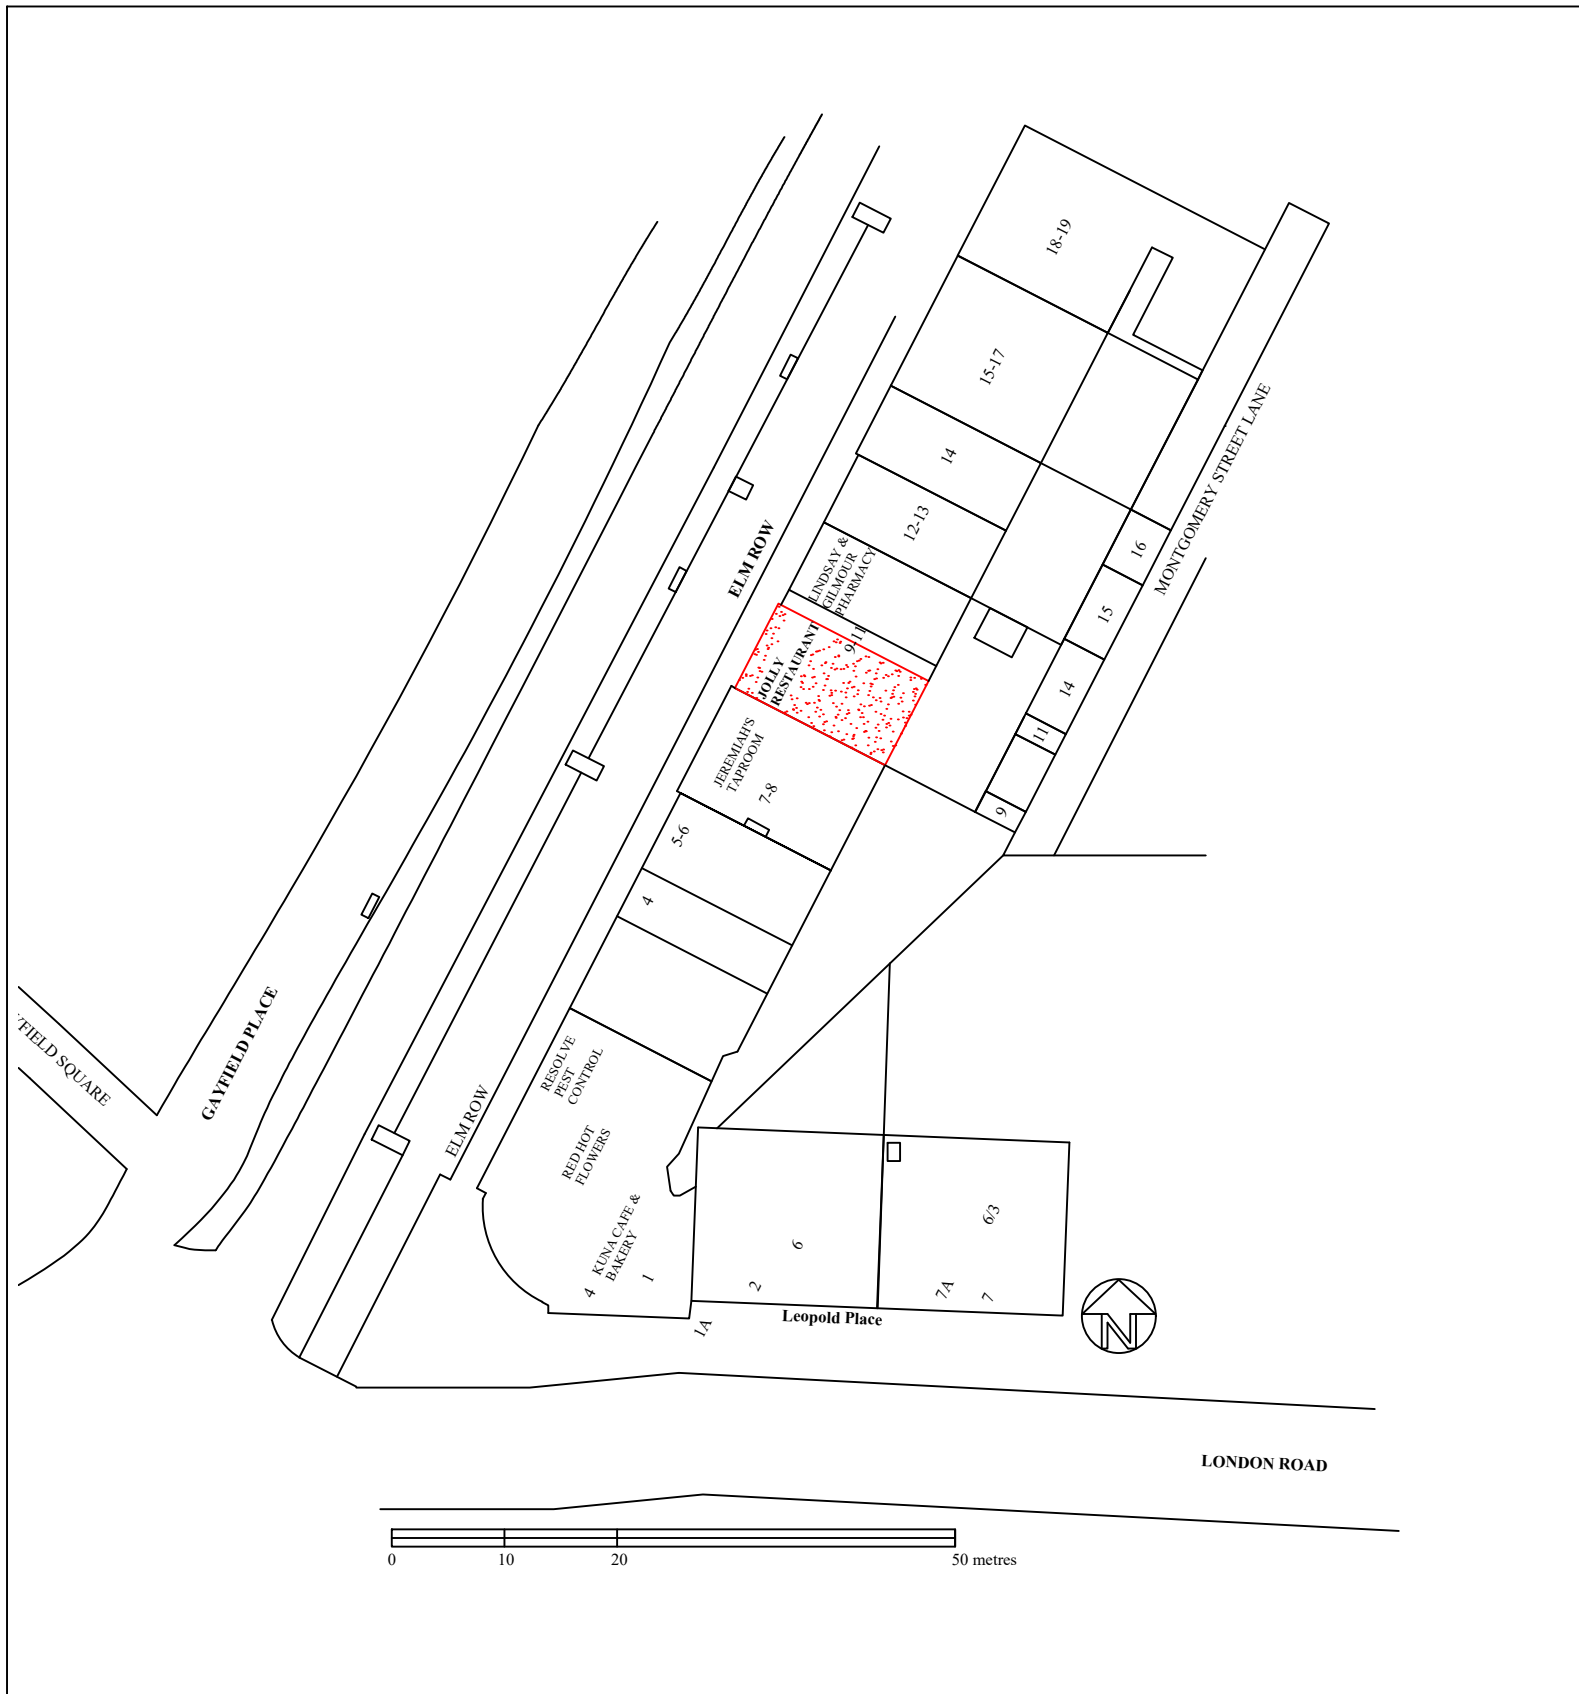 18-19
15-17
14
12-13
LINDSAY &
GILMOUR
PHARMACY
9-11
JOLLY
RESTAURANT
JEREMIAH'S
TAPROOM
7-8
5-6
4
RESOLVE
PEST
CONTROL
RED HOT
FLOWERS
KUNA CAFE &
BAKERY
4
1
1A
2
6
7A
7
6/3
Leopold Place
ELM ROW
ELM ROW
GAYFIELD PLACE
YFIELD SQUARE
MONTGOMERY STREET LANE
16
15
14
11
9
N
LONDON ROAD
0
10
20
50 metres